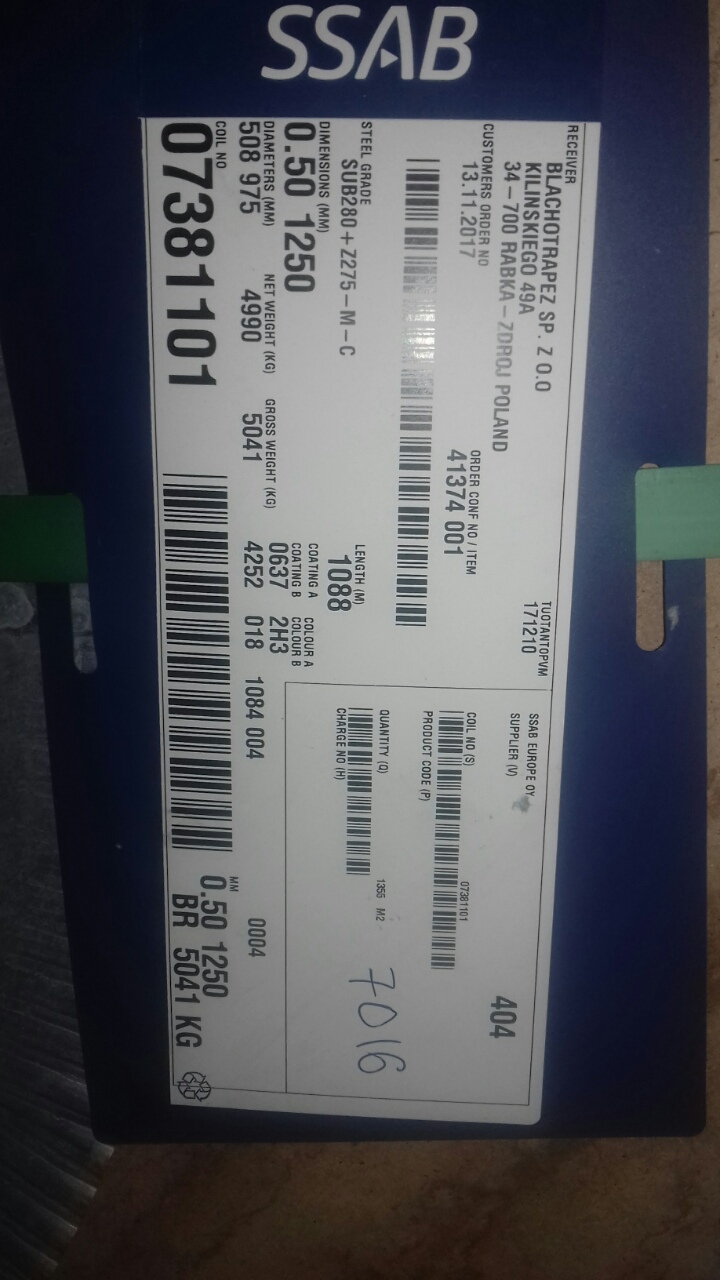 SSAB
RECEIVER
BLACHOTRAPEZ SP. Z 0.0
KILINSKIEGO 49A
34-700 RABKA-ZDROJ POLAND
CUSTOMERS ORDER NO
13.11.2017
ORDER CONF NO / ITEM
41374 001
TUOTANTOPVM
171210
STEEL GRADE
SUB280+Z275-M-C
LENGTH (M)
1088
DIMENSIONS (MM)
0.50 1250
COATING A COLOUR A
0637 2H3
COATING B COLOUR B
4252 018 1084 004
0004
DIAMETERS (MM) NET WEIGHT (KG) GROSS WEIGHT (KG)
508 975 4990 5041
COIL NO
07381101
MM
0.50 1250
BR 5041 KG
SSAB EUROPE OY
SUPPLIER (V)
404
COIL NO (S)
07381101
PRODUCT CODE (P)
QUANTITY (Q)
1355 M2
CHARGE NO (H)
7016